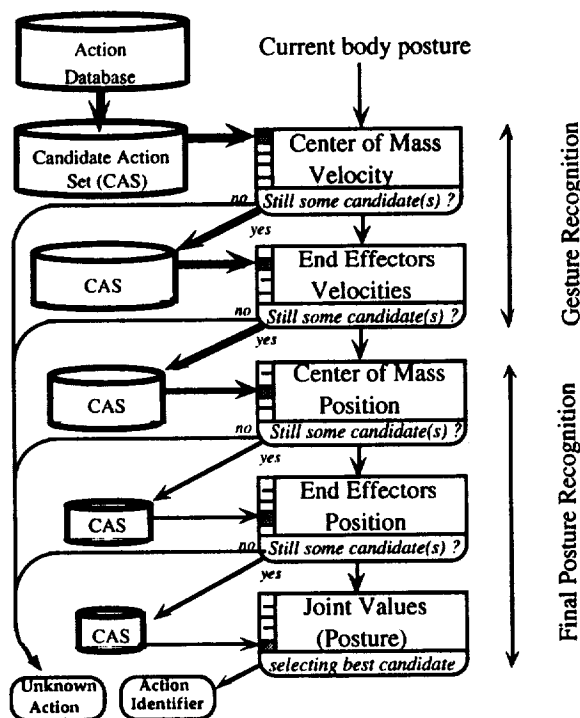 Action
Database
Current body posture
Candidate Action
Set (CAS)
Center of Mass
Velocity
no
Still some candidate(s) ?
yes
CAS
End Effectors
Velocities
no
Still some candidate(s) ?
yes
Gesture Recognition
CAS
Center of Mass
Position
no
Still some candidate(s) ?
yes
CAS
End Effectors
Position
no
Still some candidate(s) ?
yes
CAS
Joint Values
(Posture)
selecting best candidate
Final Posture Recognition
Unknown
Action
Action
Identifier